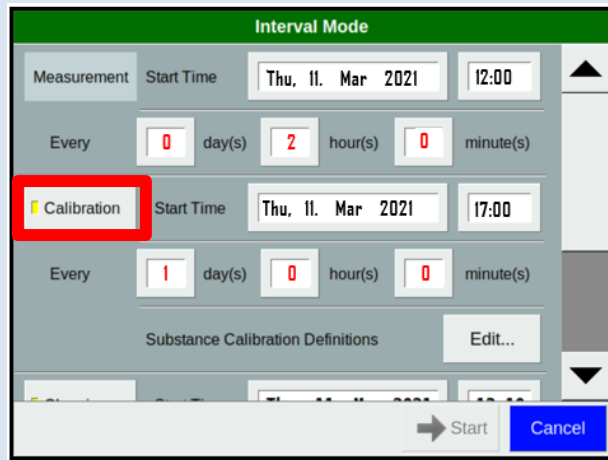 Interval Mode
Measurement Start Time Thu, 11. Mar 2021 12:00
Every 0 day(s) 2 hour(s) 0 minute(s)
Calibration Start Time Thu, 11. Mar 2021 17:00
Every 1 day(s) 0 hour(s) 0 minute(s)
Substance Calibration Definitions Edit...
Start Cancel